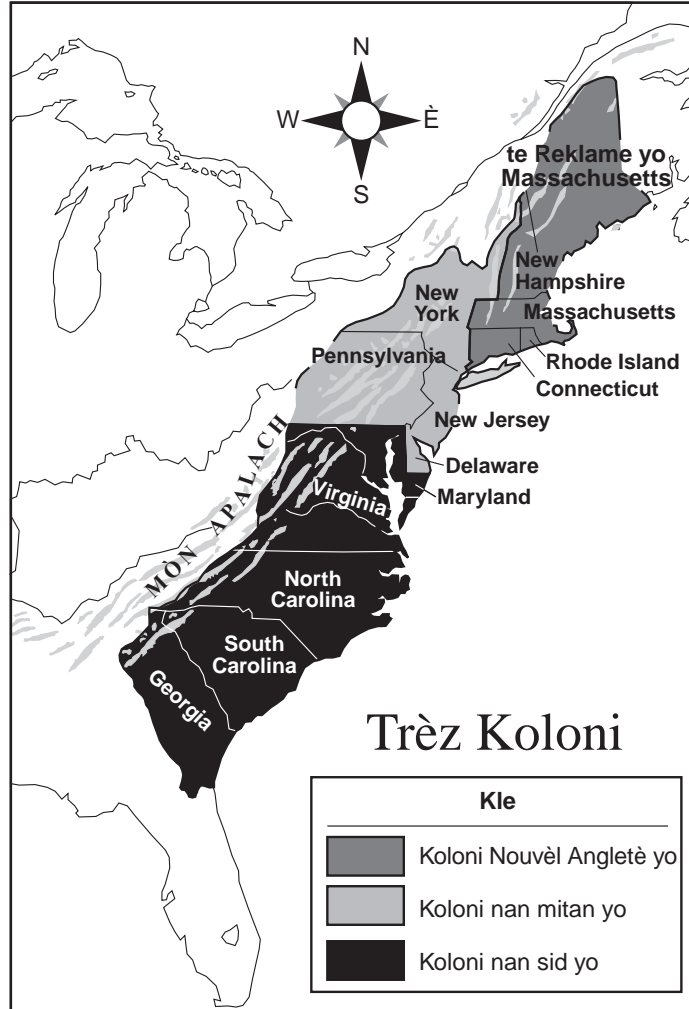 N
W
È
S
te Reklame yo
Massachusetts
New
Hampshire
New
York
Massachusetts
Pennsylvania
Rhode Island
Connecticut
New Jersey
Delaware
Maryland
MÒN APALACH
Virginia
North
Carolina
South
Carolina
Georgia
Trèz Koloni
Kle
Koloni Nouvèl Angletè yo
Koloni nan mitan yo
Koloni nan sid yo